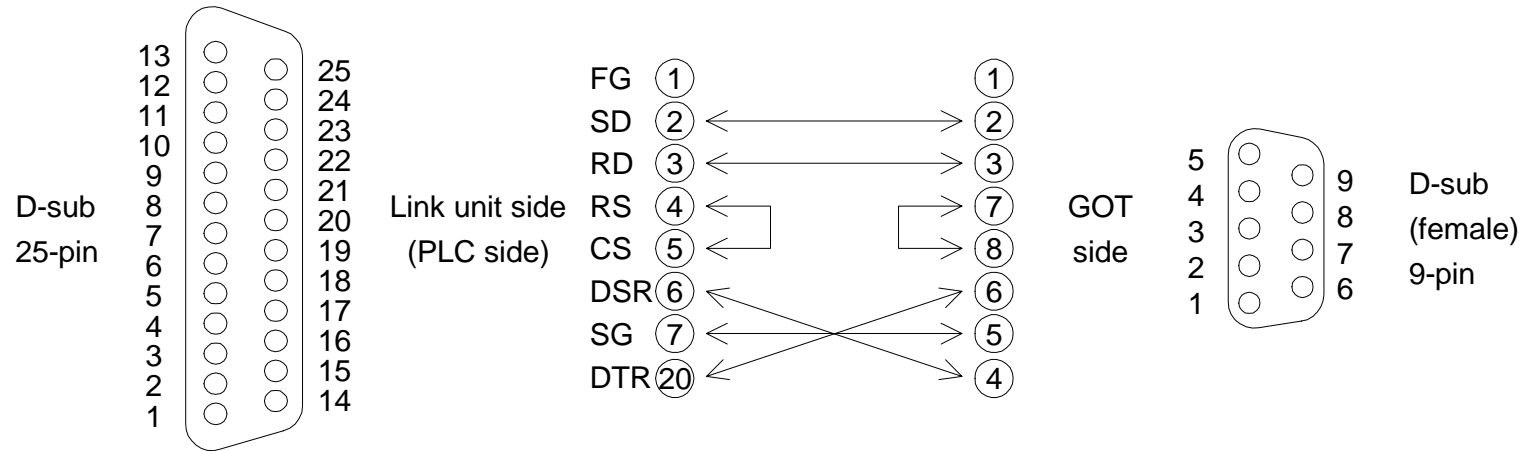 13
12
11
10
9
8
7
6
5
4
3
2
1
25
24
23
22
21
20
19
18
17
16
15
14
D-sub
25-pin
Link unit side
(PLC side)
FG 1 1
SD 2 2
RD 3 3
RS 4 7
CS 5 8
DSR 6 6
SG 7 5
DTR 20 4
GOT
side
5
4
3
2
1
9
8
7
6
D-sub
(female)
9-pin